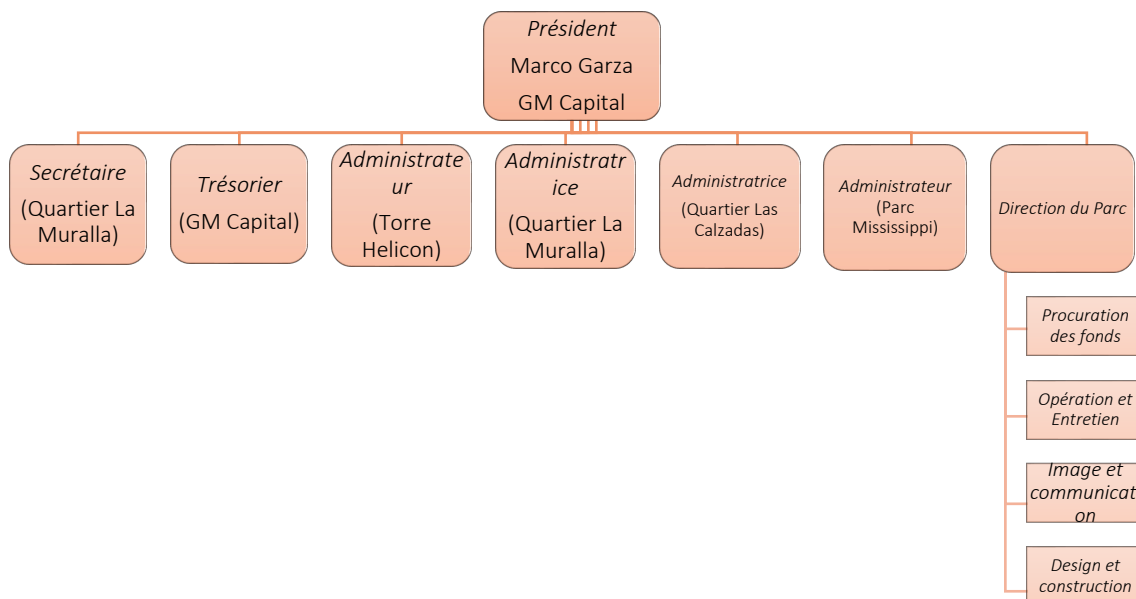 Président
Marco Garza
GM Capital
Secrétaire
(Quartier La
Muralla)
Trésorier
(GM Capital)
Administrate
ur
(Torre
Helicon)
Administratr
ice
(Quartier La
Muralla)
Administratrice
(Quartier Las
Calzadas)
Administrateur
(Parc
Mississippi)
Direction du Parc
Procuration
des fonds
Opération et
Entretien
Image et
communicati
on
Design et
construction